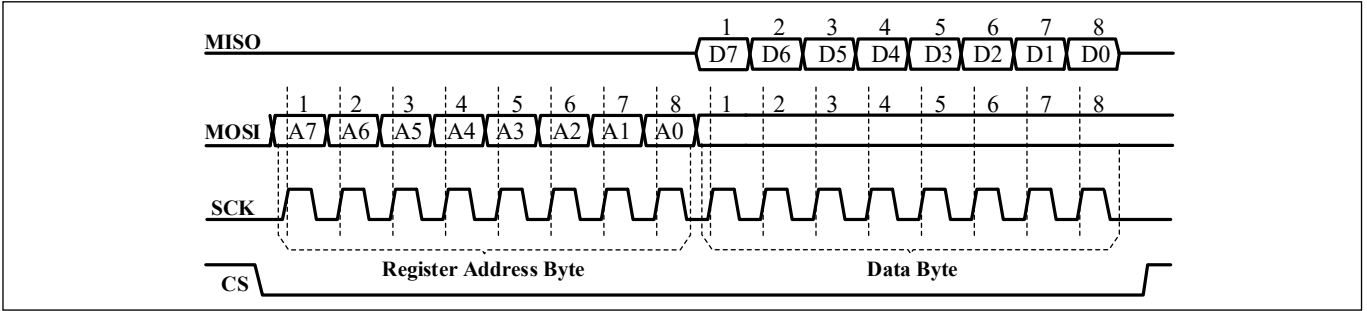 1 2 3 4 5 6 7 8
MISO
D7 D6 D5 D4 D3 D2 D1 D0
1 2 3 4 5 6 7 8 1 2 3 4 5 6 7 8
MOSI A7 A6 A5 A4 A3 A2 A1 A0
SCK
Register Address Byte Data Byte
CS